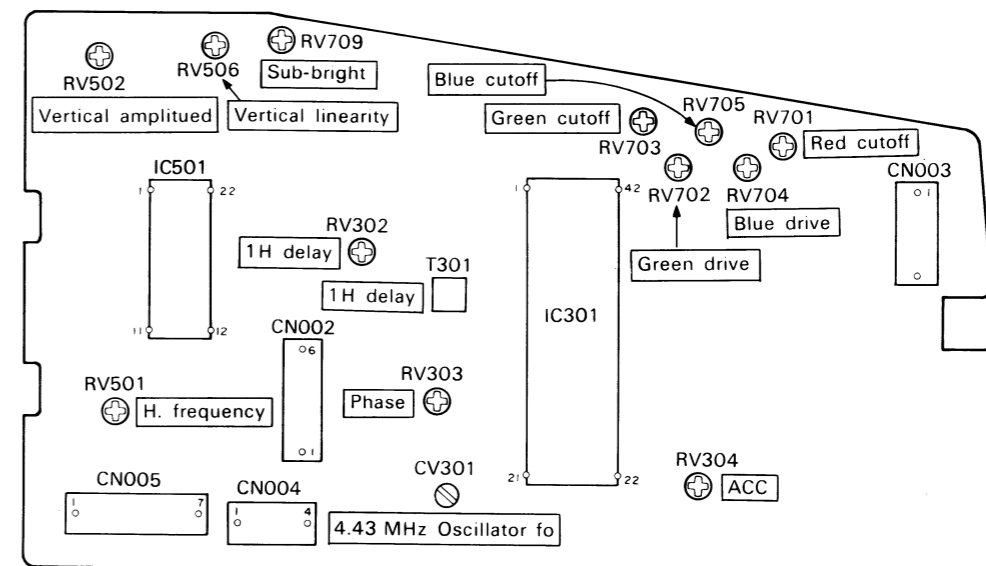 RV709
RV502
RV506
Sub-bright
Vertical amplitued
Vertical linearity
Blue cutoff
RV705
Green cutoff
RV701
RV703
Red cutoff
RV702
RV704
CN003
1
Blue drive
Green drive
IC501
1
22
11
12
RV302
1H delay
T301
1H delay
1
42
IC301
21
22
CN002
6
1
RV303
Phase
RV501
H. frequency
RV304
ACC
CN005
1
7
CN004
1
4
CV301
4.43 MHz Oscillator fo